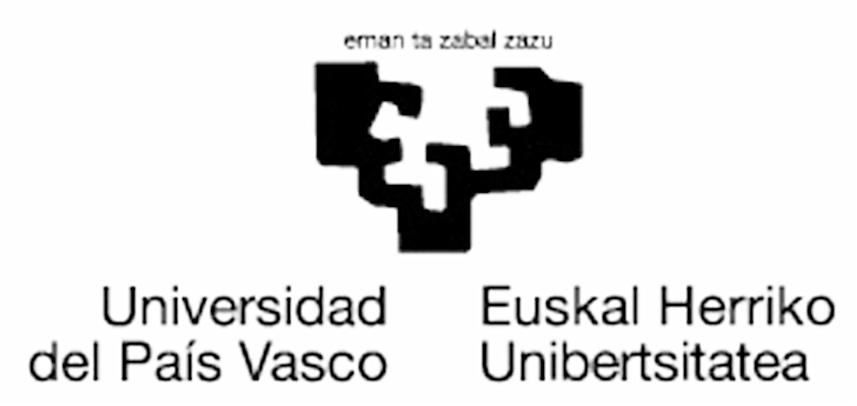 eman ta zabal zazu
Universidad
del País Vasco
Euskal Herriko
Unibertsitatea